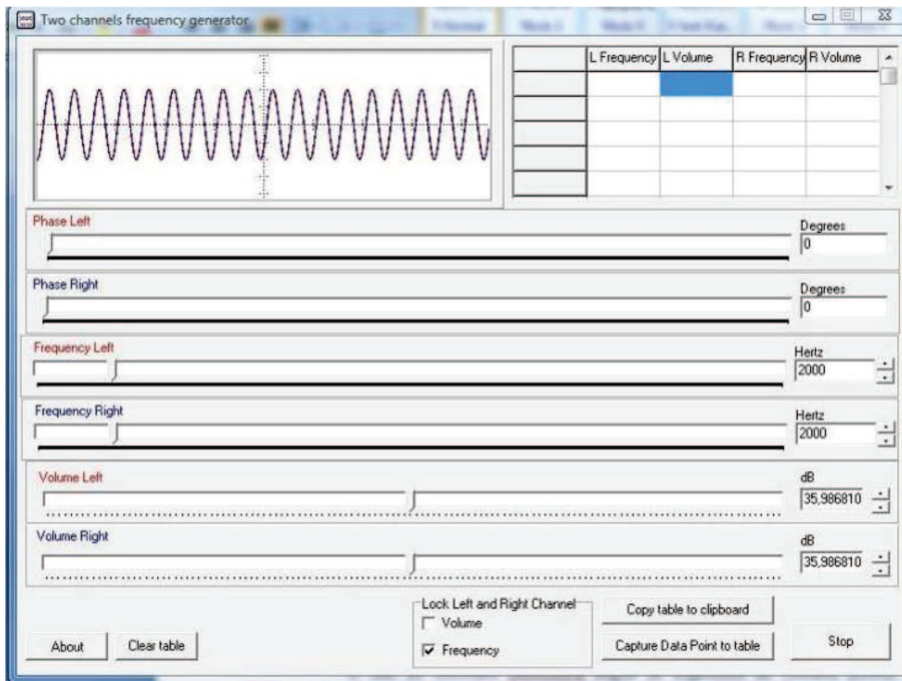 Two channels frequency generator
L Frequency L Volume R Frequency R Volume
Phase Left
Degrees
0
Phase Right
Degrees
0
Frequency Left
Hertz
2000
Frequency Right
Hertz
2000
Volume Left
dB
35,986810
Volume Right
dB
35,986810
Lock Left and Right Channel
Volume
Frequency
Copy table to clipboard
About
Clear table
Capture Data Point to table
Stop